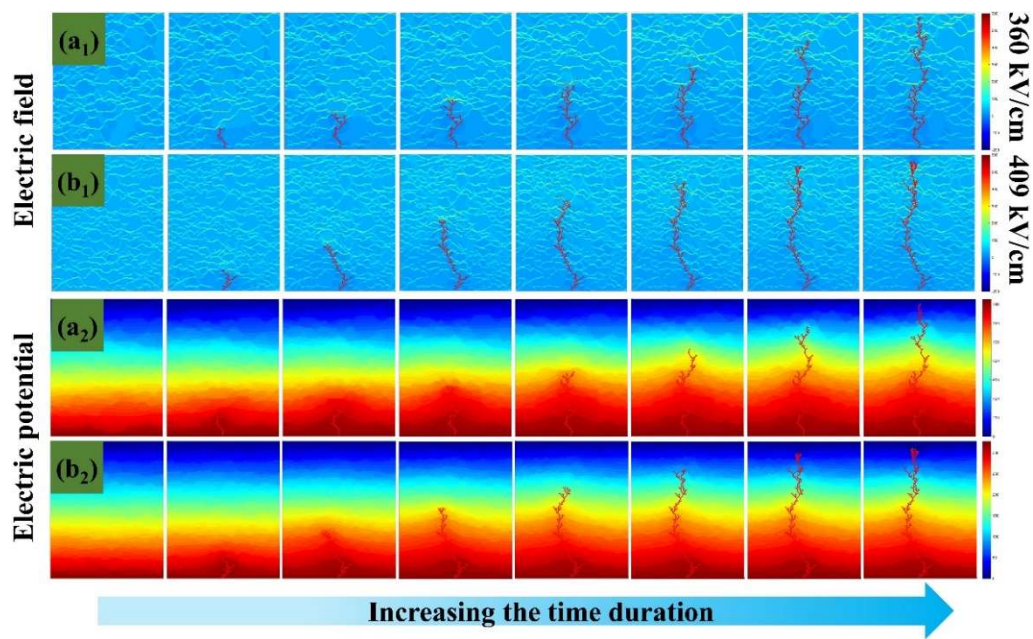 Electric field
(a₁)
360 kV/cm
(b₁)
409 kV/cm
Electric potential
(a₂)
(b₂)
Increasing the time duration